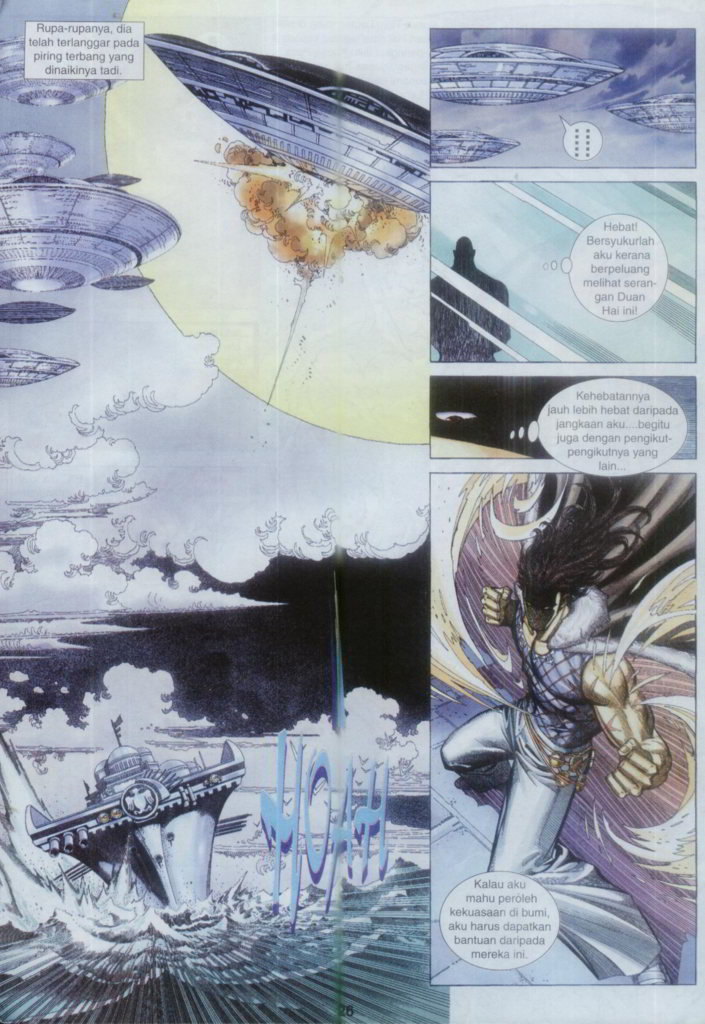 Rupa-rupanya, dia
telah terlanggar pada
piring terbang yang
dinaikinya tadi.
Hebat!
Bersyukurlah
aku kerana
berpeluang
melihat seran-
gan Duan
Hai ini!
Kehebatannya
jauh lebih hebat daripada
jangkaan aku....begitu
juga dengan pengikut-
pengikutnya yang
lain...
HOAH
Kalau aku
mahu peroleh
kekuasaan di bumi,
aku harus dapatkan
bantuan daripada
mereka ini.
26